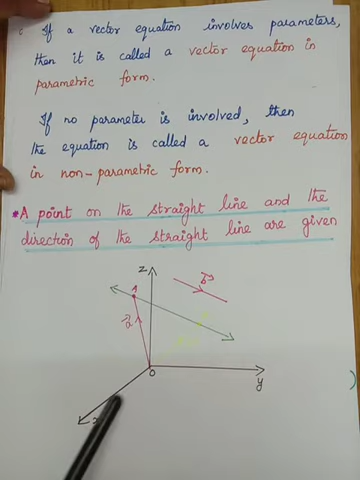 If a vector equation involves parameters,
then it is called a vector equation in
parametric form.
If no parameter is involved, then
the equation is called a vector equation
in non-parametric form.
*A point on the straight line and the
direction of the straight line are given
z
b
A
a
O
y
x